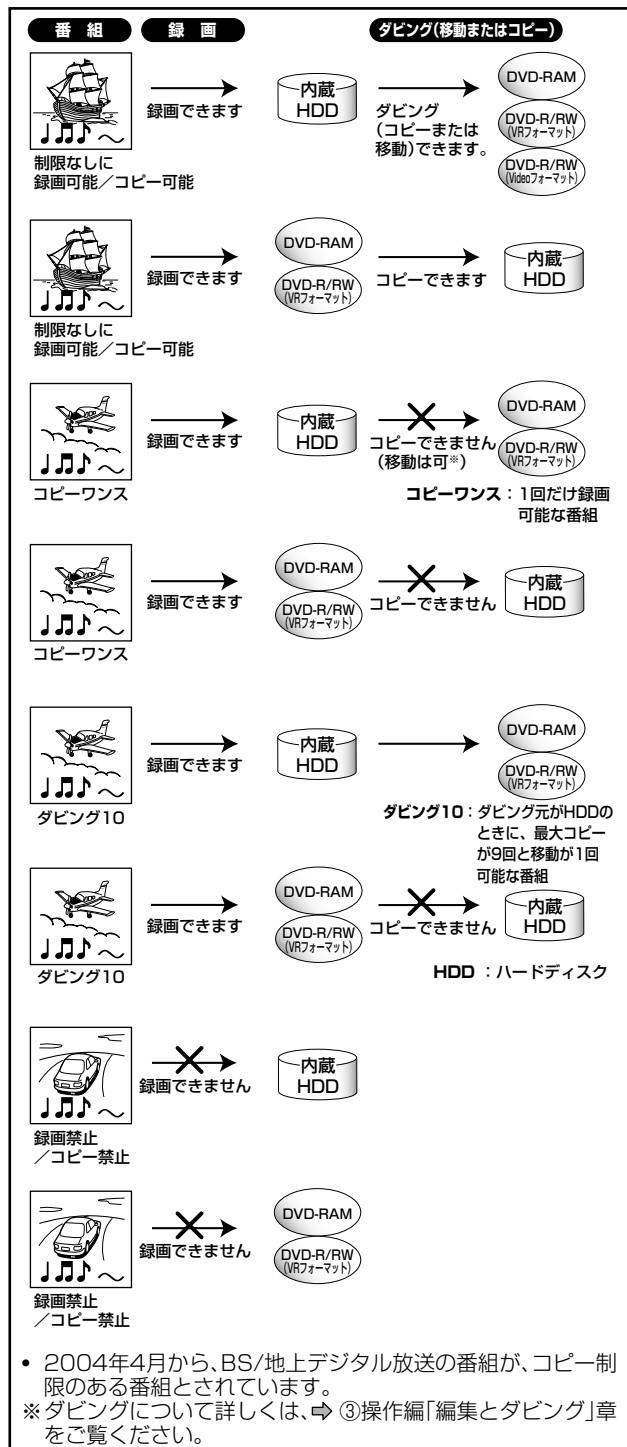 番組
録画
ダビング(移動またはコピー)
録画できます
内蔵
HDD
ダビング
(コピーまたは
移動)できます。
DVD-RAM
DVD-R/RW
(VRフォーマット)
DVD-R/RW
(Videoフォーマット)
制限なしに
録画可能/コピー可能
録画できます
DVD-RAM
DVD-R/RW
(VRフォーマット)
コピーできます
内蔵
HDD
制限なしに
録画可能/コピー可能
録画できます
内蔵
HDD
コピーできません
(移動は可※)
DVD-RAM
DVD-R/RW
(VRフォーマット)
コピーワンス
コピーワンス:1回だけ録画
可能な番組
録画できます
DVD-RAM
DVD-R/RW
(VRフォーマット)
コピーできません
内蔵
HDD
コピーワンス
録画できます
内蔵
HDD
DVD-RAM
DVD-R/RW
(VRフォーマット)
ダビング10
ダビング10:ダビング元がHDDの
ときに、最大コピー
が9回と移動が1回
可能な番組
録画できます
DVD-RAM
DVD-R/RW
(VRフォーマット)
コピーできません
内蔵
HDD
ダビング10
HDD :ハードディスク
録画できません
内蔵
HDD
録画禁止
/コピー禁止
録画できません
DVD-RAM
DVD-R/RW
(VRフォーマット)
録画禁止
/コピー禁止
• 2004年4月から、BS/地上デジタル放送の番組が、コピー制
限のある番組とされています。
※ダビングについて詳しくは、⇨ ③操作編「編集とダビング」章
をご覧ください。